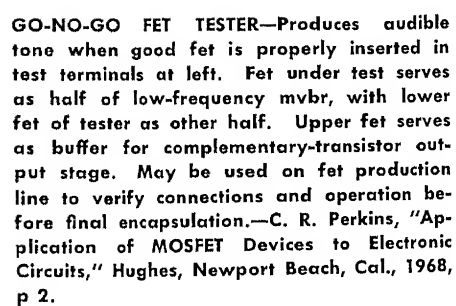 GO-NO-GO FET TESTER—Produces audible
tone when good fet is properly inserted in
test terminals at left. Fet under test serves
as half of low-frequency mvbr, with lower
fet of tester as other half. Upper fet serves
as buffer for complementary-transistor out-
put stage. May be used on fet production
line to verify connections and operation be-
fore final encapsulation.—C. R. Perkins, "Ap-
plication of MOSFET Devices to Electronic
Circuits," Hughes, Newport Beach, Cal., 1968,
p 2.